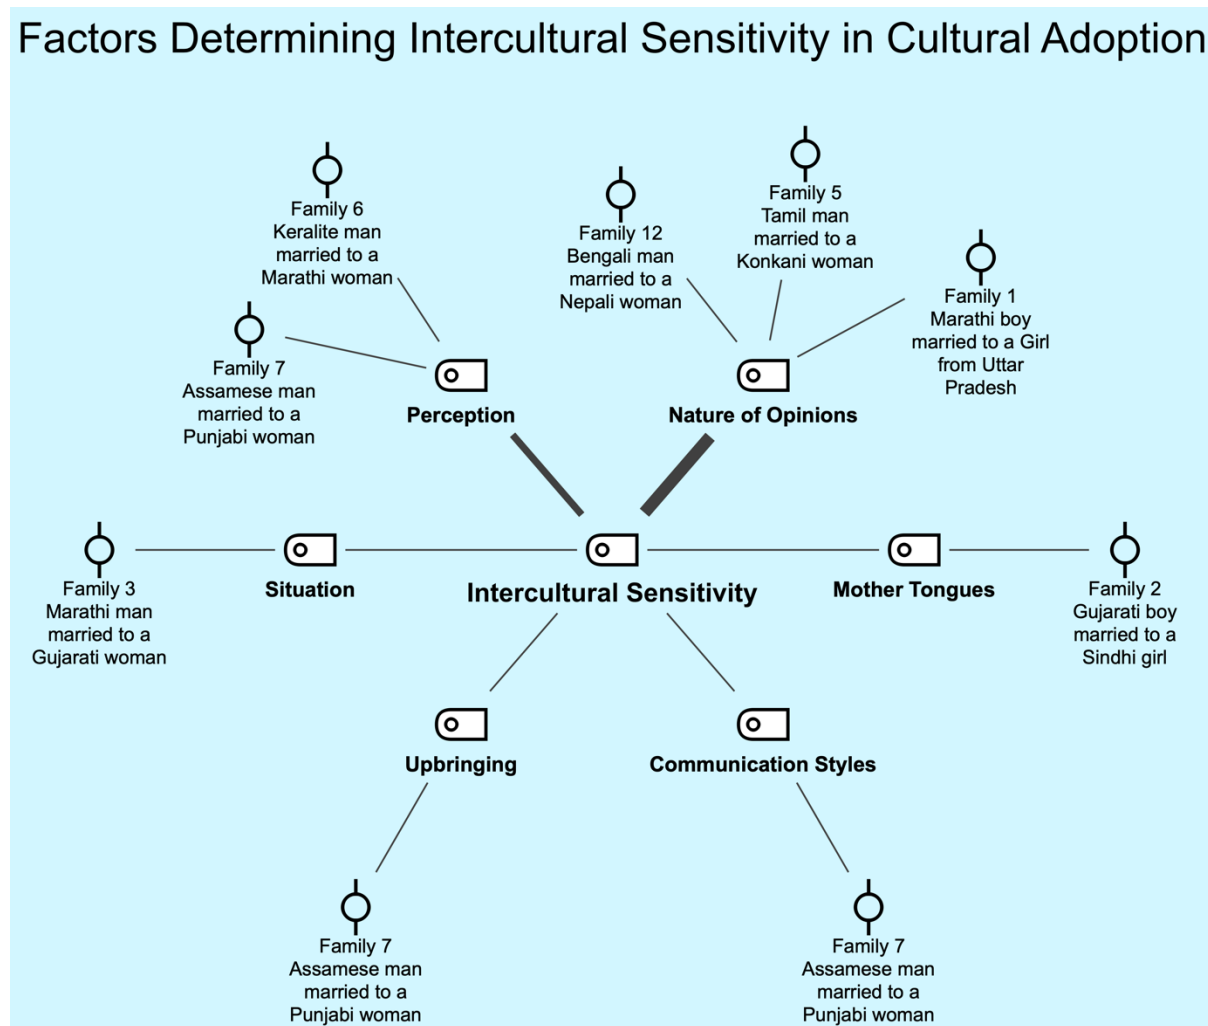 Factors Determining Intercultural Sensitivity in Cultural Adoption
Family 6
Keralite man
married to a
Marathi woman
Family 12
Bengali man
married to a
Nepali woman
Family 5
Tamil man
married to a
Konkani woman
Family 1
Marathi boy
married to a Girl
from Uttar
Pradesh
Family 7
Assamese man
married to a
Punjabi woman
Perception
Nature of Opinions
Family 3
Marathi man
married to a
Gujarati woman
Situation
Intercultural Sensitivity
Mother Tongues
Family 2
Gujarati boy
married to a
Sindhi girl
Upbringing
Communication Styles
Family 7
Assamese man
married to a
Punjabi woman
Family 7
Assamese man
married to a
Punjabi woman